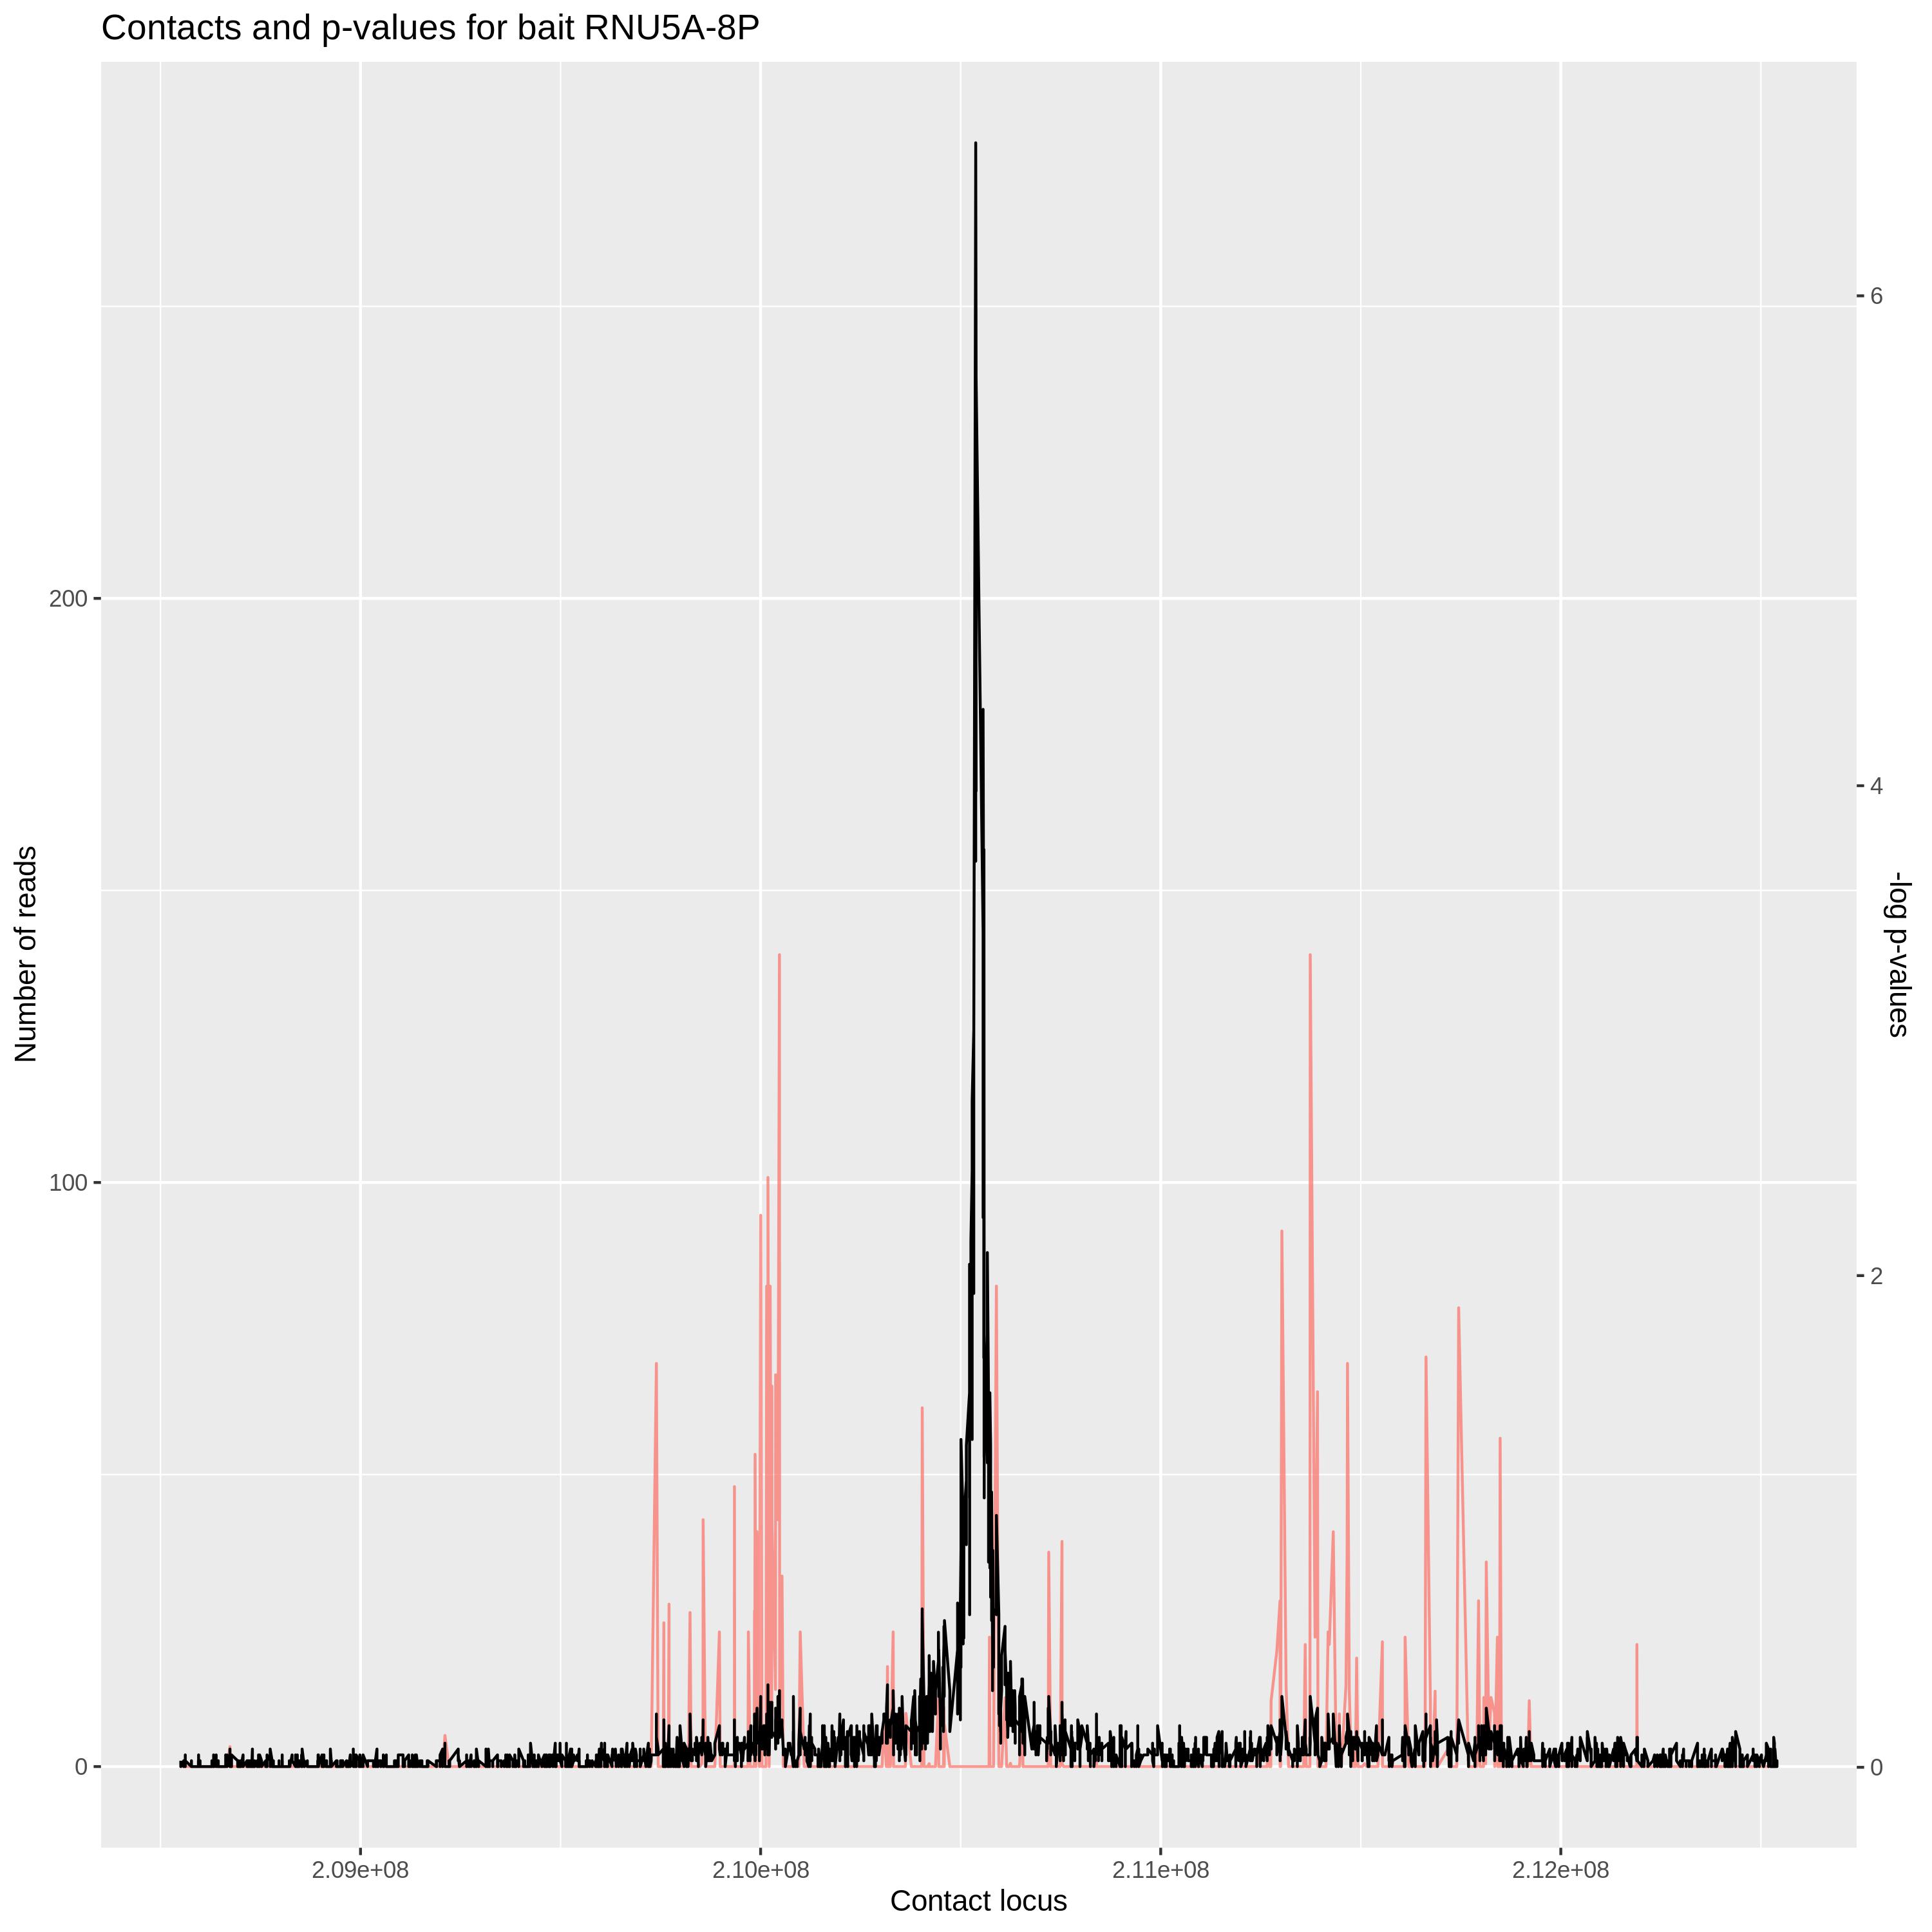 Contacts and p-values for bait RNU5A-8P
Number of reads
200
100
0
6
4
2
0
-log p-values
2.09e+08
2.10e+08
2.11e+08
2.12e+08
Contact locus